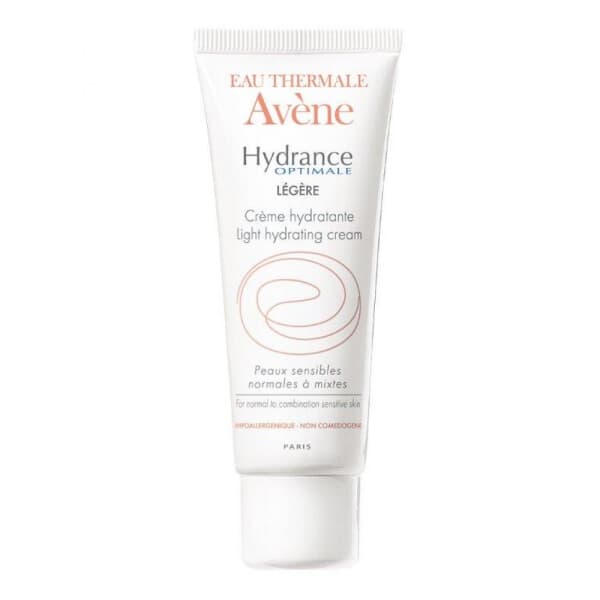 EAU THERMALE
Avène
Hydrance
OPTIMALE
LÉGÈRE
Crème hydratante
Light hydrating cream
Peaux sensibles
normales à mixtes
For normal to combination sensitive skin
HYPOALLERGENIQUE - NON COMEDOGENE
PARIS